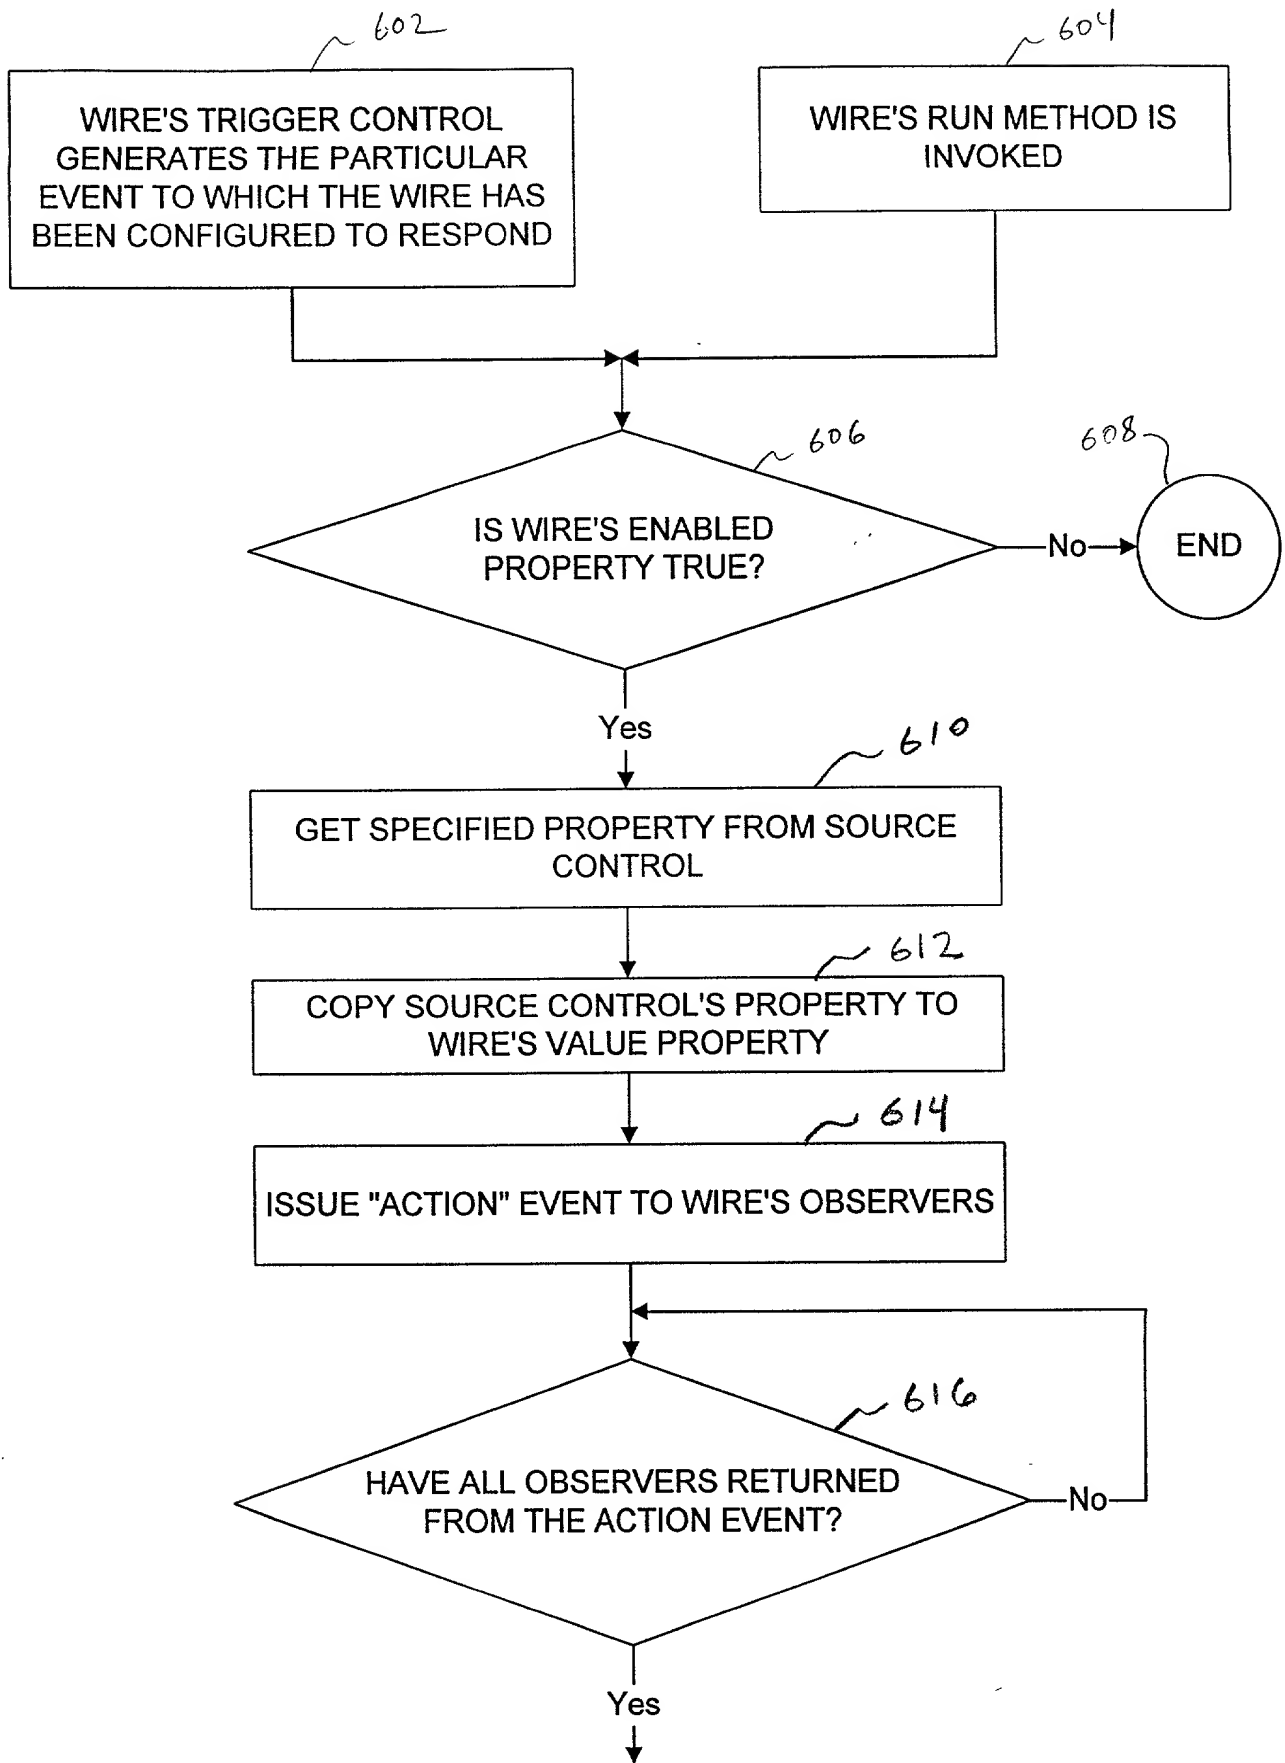 602
604
WIRE'S TRIGGER CONTROL
GENERATES THE PARTICULAR
EVENT TO WHICH THE WIRE HAS
BEEN CONFIGURED TO RESPOND
WIRE'S RUN METHOD IS
INVOKED
606
608
IS WIRE'S ENABLED
PROPERTY TRUE?
No
END
Yes
610
GET SPECIFIED PROPERTY FROM SOURCE
CONTROL
612
COPY SOURCE CONTROL'S PROPERTY TO
WIRE'S VALUE PROPERTY
614
ISSUE "ACTION" EVENT TO WIRE'S OBSERVERS
616
HAVE ALL OBSERVERS RETURNED
FROM THE ACTION EVENT?
No
Yes